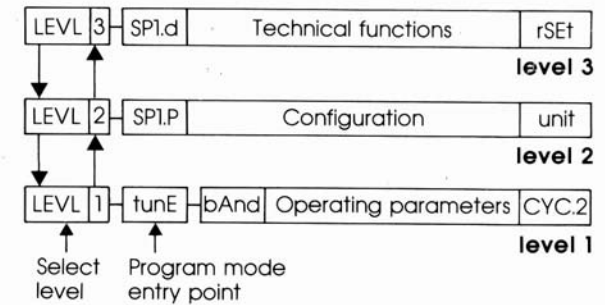 LEVL 3 SP1.d Technical functions rSEt
level 3
LEVL 2 SP1.P Configuration unit
level 2
LEVL 1 tunE bAnd Operating parameters CYC.2
level 1
Select level
Program mode entry point